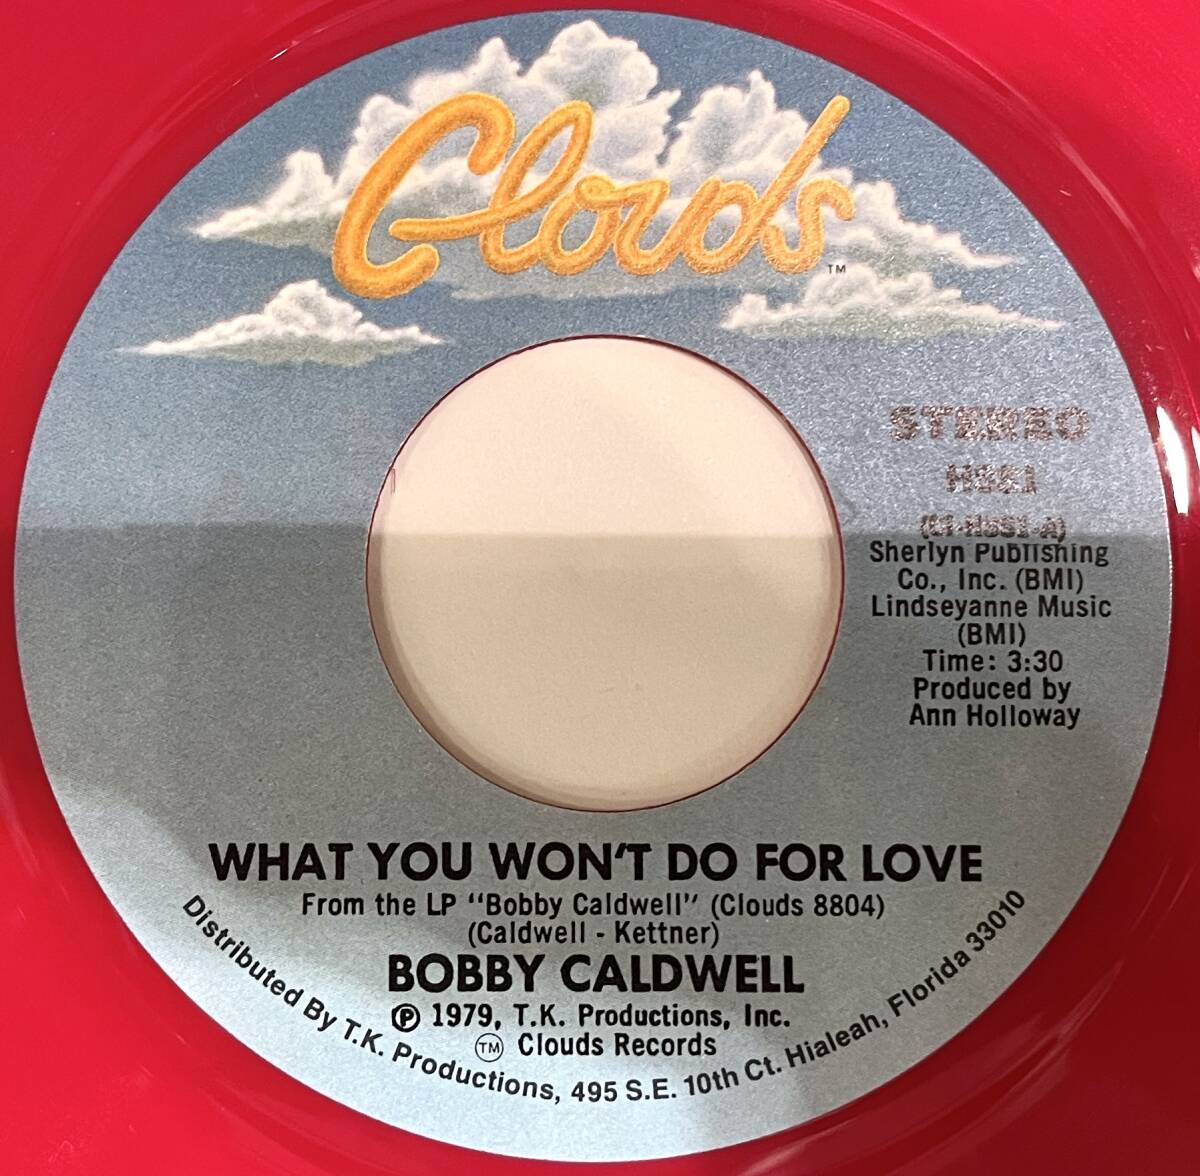 Clouds™
STEREO
Sherlyn Publishing
Co., Inc. (BMI)
Lindseyanne Music
(BMI)
Time: 3:30
Produced by
Ann Holloway
WHAT YOU WON'T DO FOR LOVE
From the LP "Bobby Caldwell" (Clouds 8804)
(Caldwell - Kettner)
BOBBY CALDWELL
℗ 1979, T.K. Productions, Inc.
TM Clouds Records
Distributed By T.K. Productions, 495 S.E. 10th Ct. Hialeah, Florida 33010